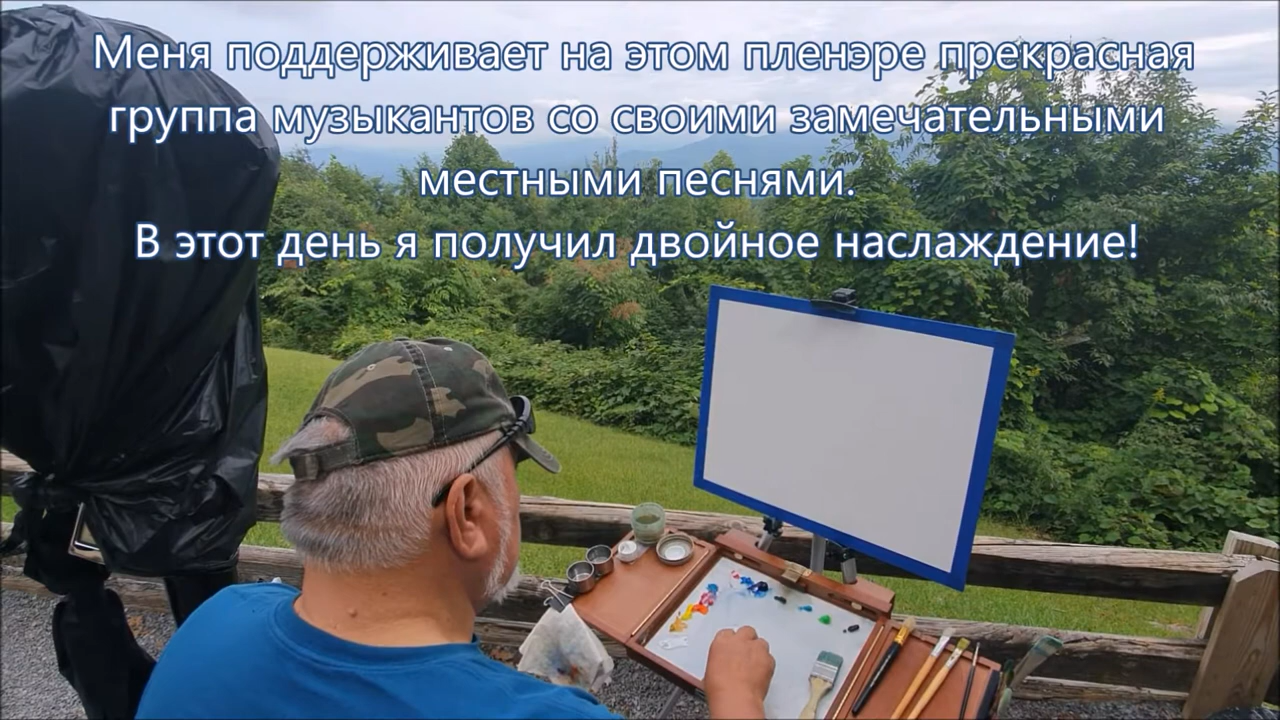 Меня поддерживает на этом пленэре прекрасная
группа музыкантов со своими замечательными
местными песнями.
В этот день я получил двойное наслаждение!